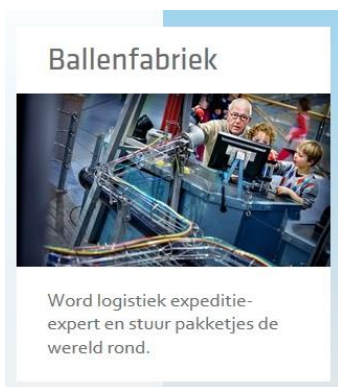 Ballenfabriek
Word logistiek expeditie-
expert en stuur pakketjes de
wereld rond.